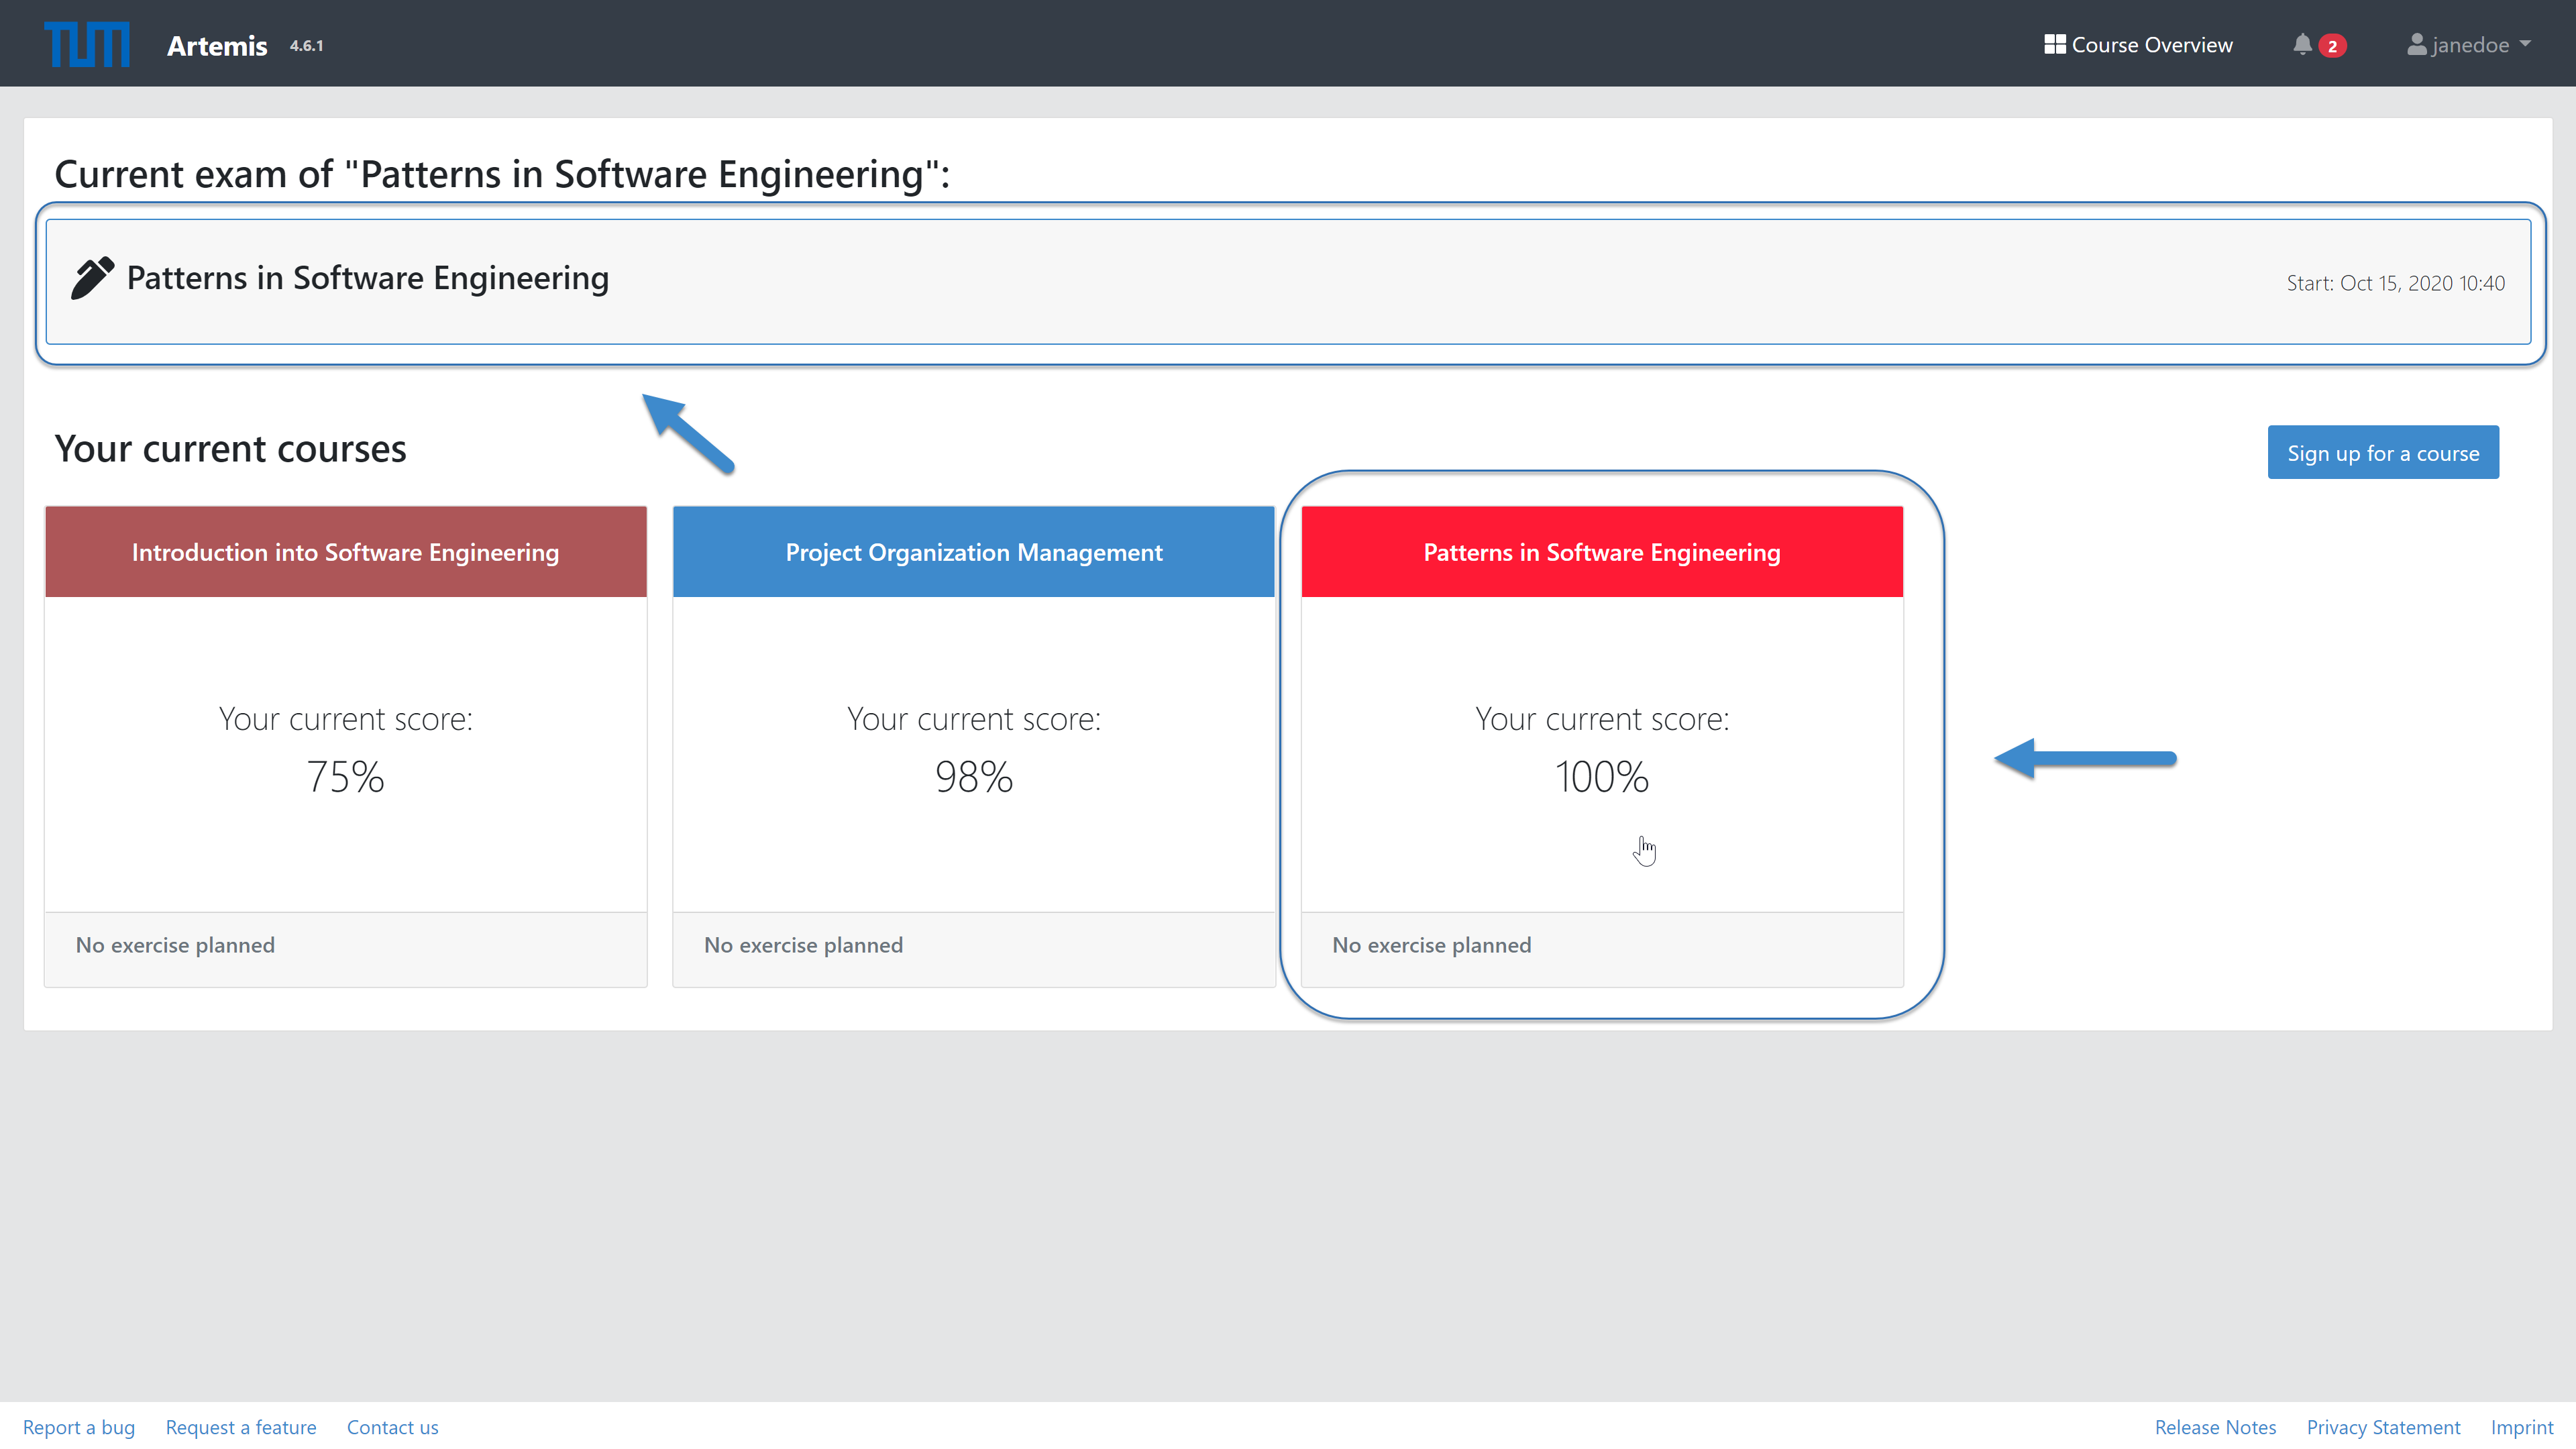 TUM Artemis 4.6.1 Course Overview 2 janedoe
Current exam of "Patterns in Software Engineering":
Patterns in Software Engineering Start: Oct 15, 2020 10:40
Your current courses
Sign up for a course
Introduction into Software Engineering
Your current score:
75%
No exercise planned
Project Organization Management
Your current score:
98%
No exercise planned
Patterns in Software Engineering
Your current score:
100%
No exercise planned
Report a bug Request a feature Contact us Release Notes Privacy Statement Imprint